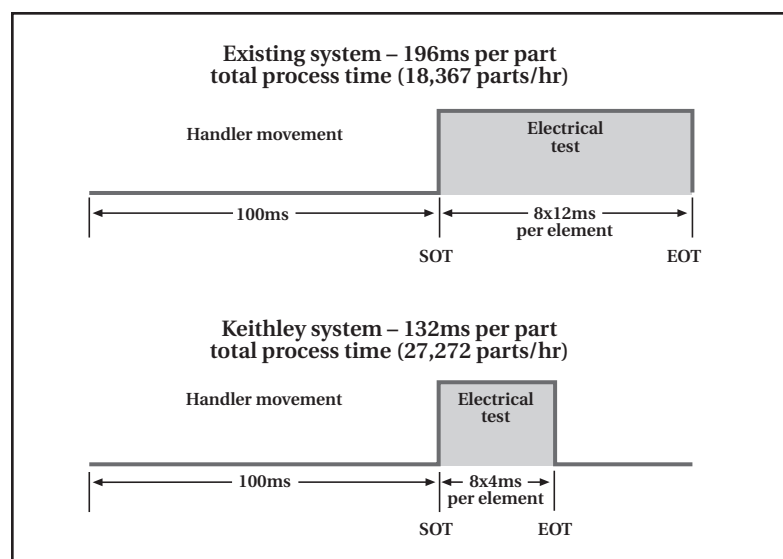 Existing system – 196ms per part
total process time (18,367 parts/hr)
Handler movement
Electrical
test
100ms
8x12ms
per element
SOT
EOT
Keithley system – 132ms per part
total process time (27,272 parts/hr)
Handler movement
Electrical
test
100ms
8x4ms
per element
SOT
EOT